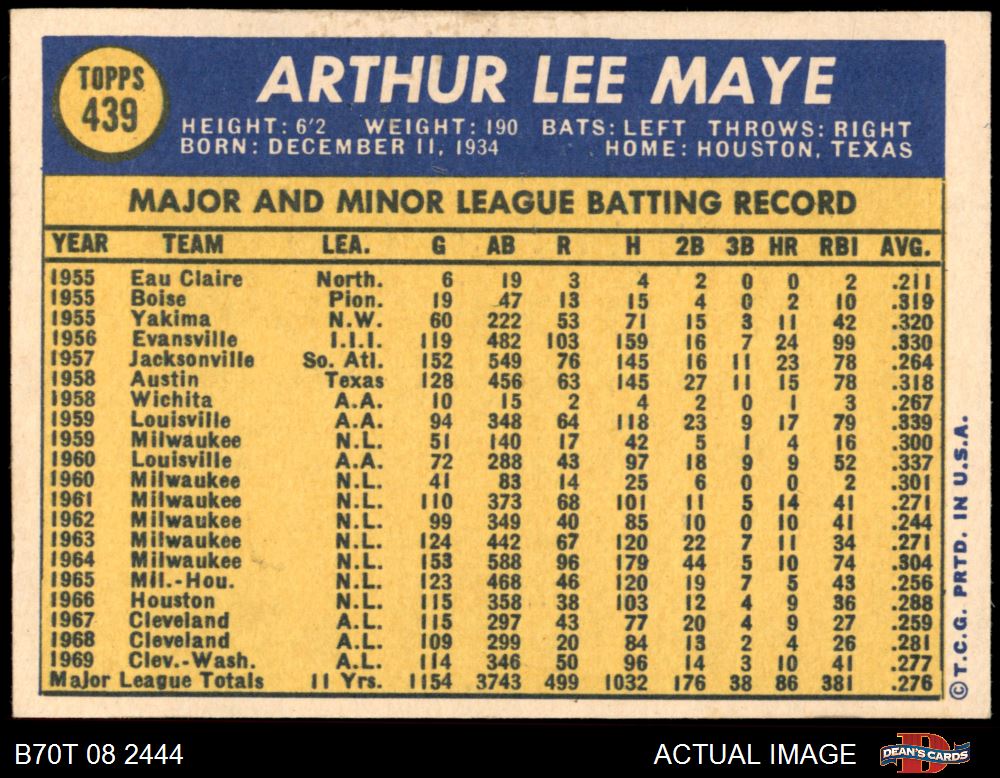 TOPPS
439
ARTHUR LEE MAYE
HEIGHT: 6'2 WEIGHT: 190 BATS: LEFT THROWS: RIGHT
BORN: DECEMBER 11, 1934 HOME: HOUSTON, TEXAS
MAJOR AND MINOR LEAGUE BATTING RECORD
YEAR TEAM LEA. G AB R H 2B 3B HR RBI AVG.
1955 Eau Claire North. 6 19 3 4 2 0 0 2 .211
1955 Boise Pion. 19 47 13 15 4 0 2 10 .319
1955 Yakima N.W. 60 222 53 71 15 3 11 42 .320
1956 Evansville I.I.I. 119 482 103 159 16 7 24 99 .330
1957 Jacksonville So. Atl. 152 549 76 145 16 11 23 78 .264
1958 Austin Texas 128 456 63 145 27 11 15 78 .318
1958 Wichita A.A. 10 15 2 4 2 0 1 3 .267
1959 Louisville A.A. 94 348 64 118 23 9 17 79 .339
1959 Milwaukee N.L. 51 140 17 42 5 1 4 16 .300
1960 Louisville A.A. 72 288 43 97 18 9 9 52 .337
1960 Milwaukee N.L. 41 83 14 25 6 0 0 2 .301
1961 Milwaukee N.L. 110 373 68 101 11 5 14 41 .271
1962 Milwaukee N.L. 99 349 40 85 10 0 10 41 .244
1963 Milwaukee N.L. 124 442 67 120 22 7 11 34 .271
1964 Milwaukee N.L. 153 588 96 179 44 5 10 74 .304
1965 Mil.-Hou. N.L. 123 468 46 120 19 7 5 43 .256
1966 Houston N.L. 115 358 38 103 12 4 9 36 .288
1967 Cleveland A.L. 115 297 43 77 20 4 9 27 .259
1968 Cleveland A.L. 109 299 20 84 13 2 4 26 .281
1969 Clev.-Wash. A.L. 114 346 50 96 14 3 10 41 .277
Major League Totals 11 Yrs. 1154 3743 499 1032 176 38 86 381 .276
© T.C.G. PRTD. IN U.S.A.
B70T 08 2444 ACTUAL IMAGE
DEAN'S CARDS